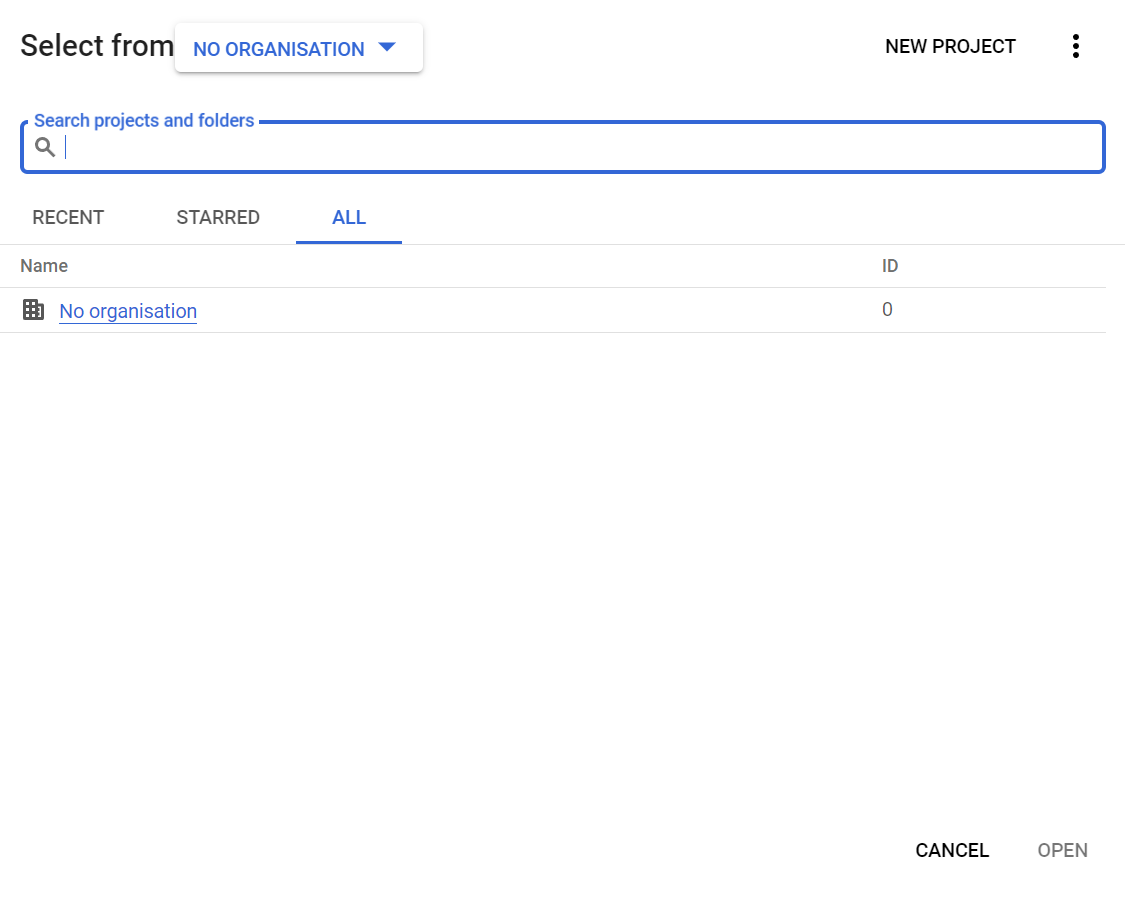 Select from NO ORGANISATION NEW PROJECT
Search projects and folders
RECENT STARRED ALL
Name ID
No organisation 0
CANCEL OPEN